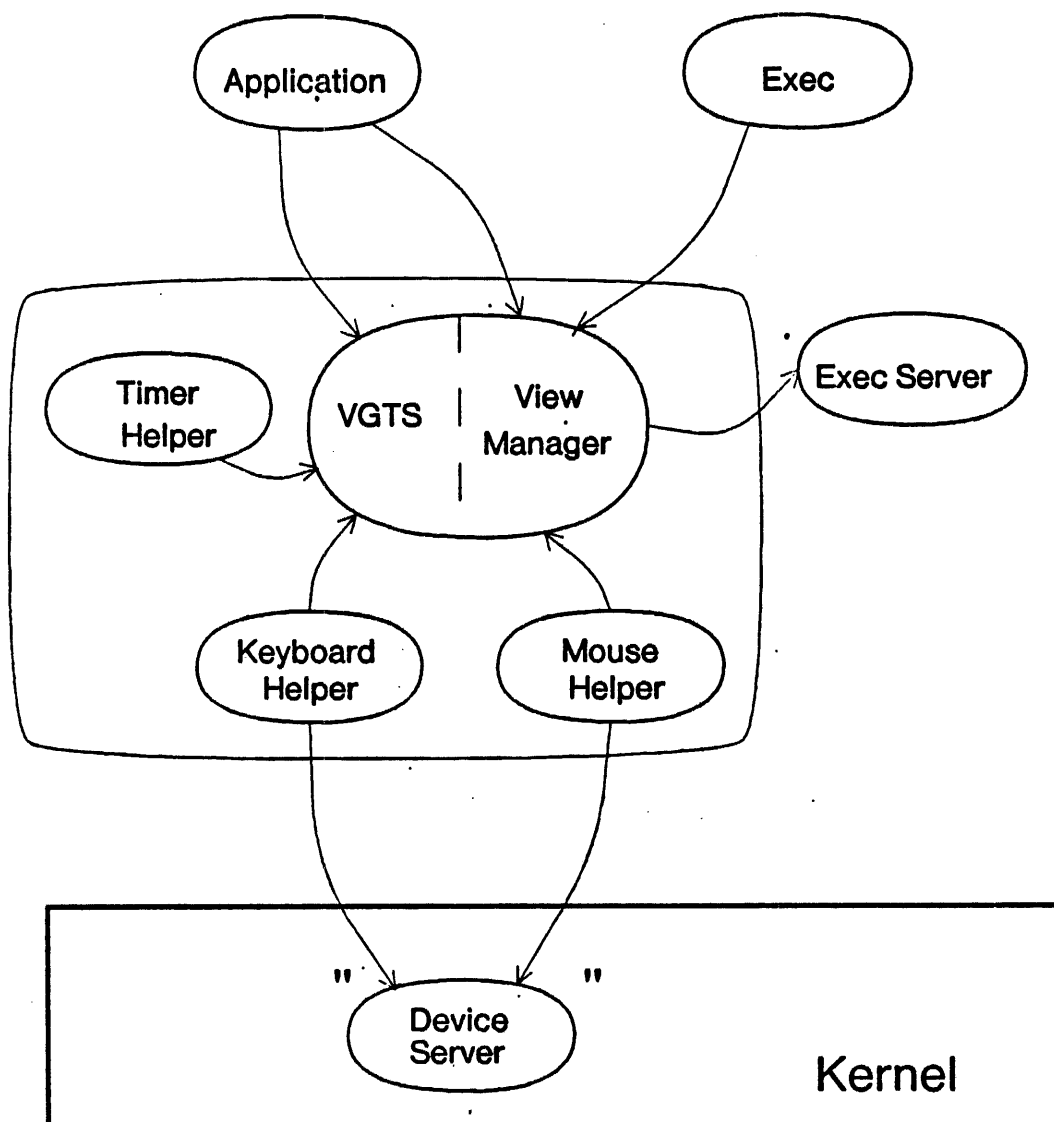 Application
Exec
Timer
Helper
VGTS
View
Manager
Exec Server
Keyboard
Helper
Mouse
Helper
" "
Device
Server
Kernel